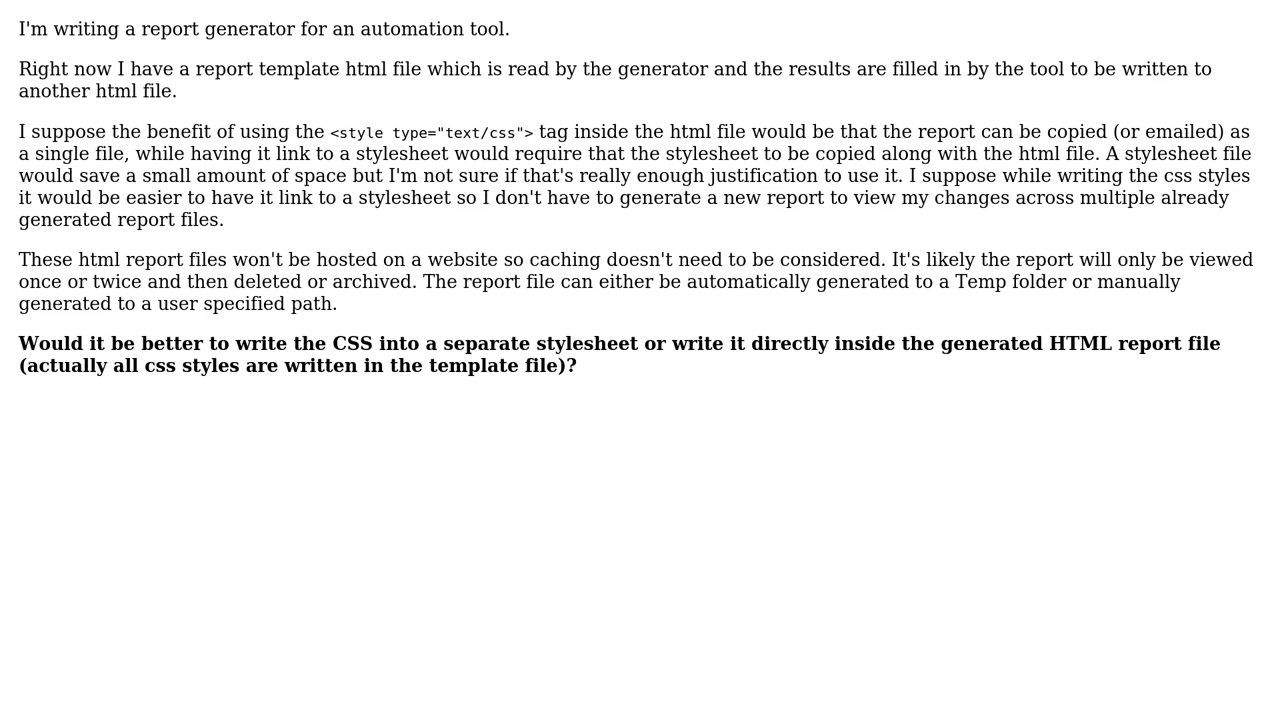 I'm writing a report generator for an automation tool.
Right now I have a report template html file which is read by the generator and the results are filled in by the tool to be written to
another html file.
I suppose the benefit of using the <style type="text/css"> tag inside the html file would be that the report can be copied (or emailed) as
a single file, while having it link to a stylesheet would require that the stylesheet to be copied along with the html file. A stylesheet file
would save a small amount of space but I'm not sure if that's really enough justification to use it. I suppose while writing the css styles
it would be easier to have it link to a stylesheet so I don't have to generate a new report to view my changes across multiple already
generated report files.
These html report files won't be hosted on a website so caching doesn't need to be considered. It's likely the report will only be viewed
once or twice and then deleted or archived. The report file can either be automatically generated to a Temp folder or manually
generated to a user specified path.
Would it be better to write the CSS into a separate stylesheet or write it directly inside the generated HTML report file
(actually all css styles are written in the template file)?